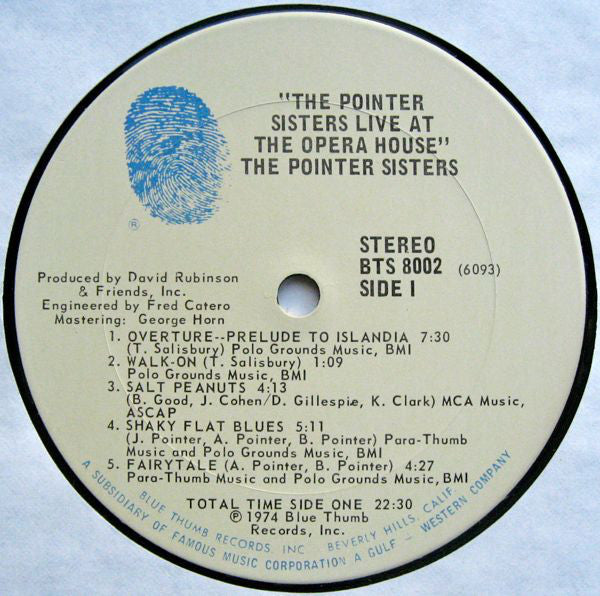 "THE POINTER
SISTERS LIVE AT
THE OPERA HOUSE"
THE POINTER SISTERS
®
STEREO
BTS 8002 (6093)
SIDE 1
Produced by David Rubinson
& Friends, Inc.
Engineered by Fred Catero
Mastering: George Horn
1. OVERTURE--PRELUDE TO ISLANDIA 7:30
(T. Salisbury) Polo Grounds Music, BMI
2. WALK-ON (T. Salisbury) 1:09
Polo Grounds Music, BMI
3. SALT PEANUTS 4:13
(B. Good, J. Cohen/D. Gillespie, K. Clark) MCA Music,
ASCAP
4. SHAKY FLAT BLUES 5:11
(J. Pointer, A. Pointer, B. Pointer) Para-Thumb
Music and Polo Grounds Music, BMI
5. FAIRYTALE (A. Pointer, B. Pointer) 4:27
Para-Thumb Music and Polo Grounds Music, BMI
TOTAL TIME SIDE ONE 22:30
℗ 1974 Blue Thumb
Records, Inc.
BLUE THUMB RECORDS, INC. BEVERLY HILLS, CALIF.
A SUBSIDIARY OF FAMOUS MUSIC CORPORATION A GULF + WESTERN COMPANY